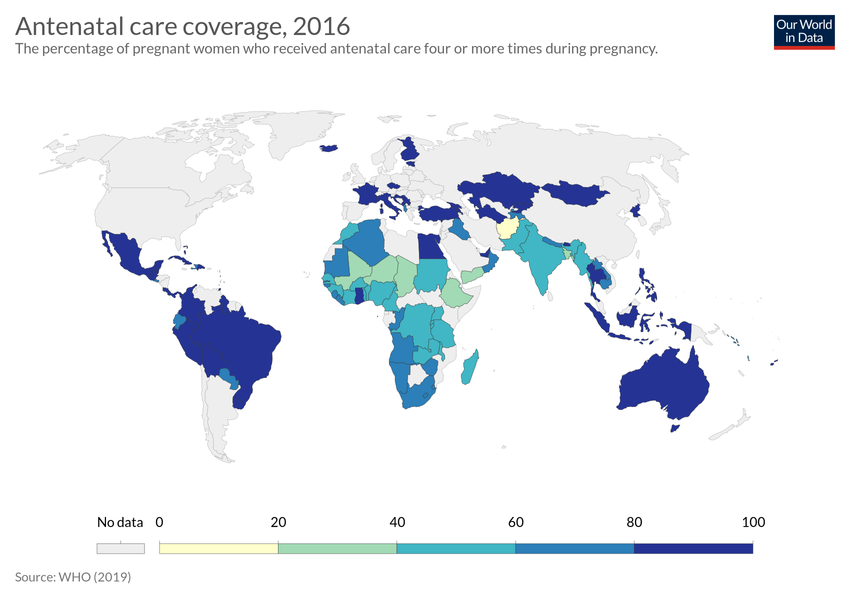 Antenatal care coverage, 2016
The percentage of pregnant women who received antenatal care four or more times during pregnancy.
Our World
in Data
No data 0 20 40 60 80 100
Source: WHO (2019)